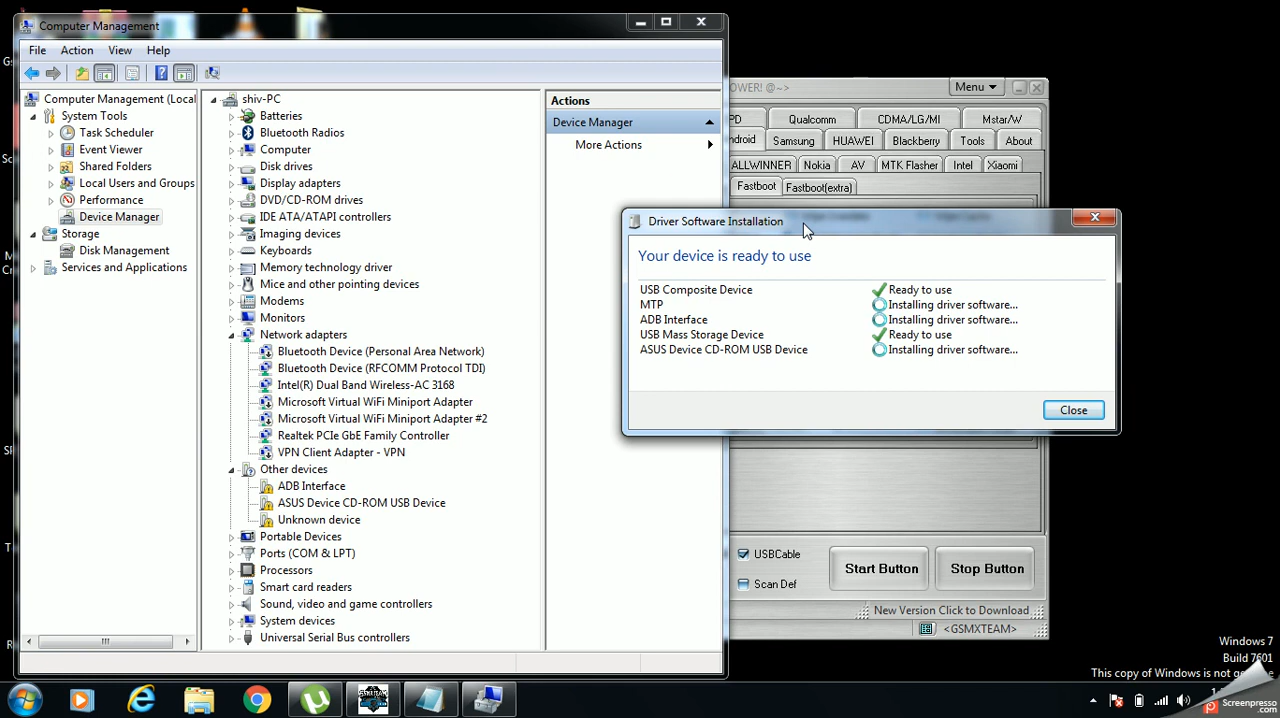 Computer Management
File Action View Help
Computer Management (Local
System Tools
Task Scheduler
Event Viewer
Shared Folders
Local Users and Groups
Performance
Device Manager
Storage
Disk Management
Services and Applications
shiv-PC
Batteries
Bluetooth Radios
Computer
Disk drives
Display adapters
DVD/CD-ROM drives
IDE ATA/ATAPI controllers
Imaging devices
Keyboards
Memory technology driver
Mice and other pointing devices
Modems
Monitors
Network adapters
Bluetooth Device (Personal Area Network)
Bluetooth Device (RFCOMM Protocol TDI)
Intel(R) Dual Band Wireless-AC 3168
Microsoft Virtual WiFi Miniport Adapter
Microsoft Virtual WiFi Miniport Adapter #2
Realtek PCIe GbE Family Controller
VPN Client Adapter - VPN
Other devices
ADB Interface
ASUS Device CD-ROM USB Device
Unknown device
Portable Devices
Ports (COM & LPT)
Processors
Smart card readers
Sound, video and game controllers
System devices
Universal Serial Bus controllers
Actions
Device Manager
More Actions
OWER! @~>
Menu
PD Qualcomm CDMA/LG/MI Mstar/W
ndroid Samsung HUAWEI Blackberry Tools About
ALLWINNER Nokia AV MTK Flasher Intel Xiaomi
Fastboot Fastboot(extra)
Driver Software Installation
Your device is ready to use
USB Composite Device Ready to use
MTP Installing driver software...
ADB Interface Installing driver software...
USB Mass Storage Device Ready to use
ASUS Device CD-ROM USB Device Installing driver software...
Close
USBCable
Scan Def
Start Button
Stop Button
New Version Click to Download
<GSMXTEAM>
Windows 7
Build 7601
This copy of Windows is not ge
Screenpresso
.com